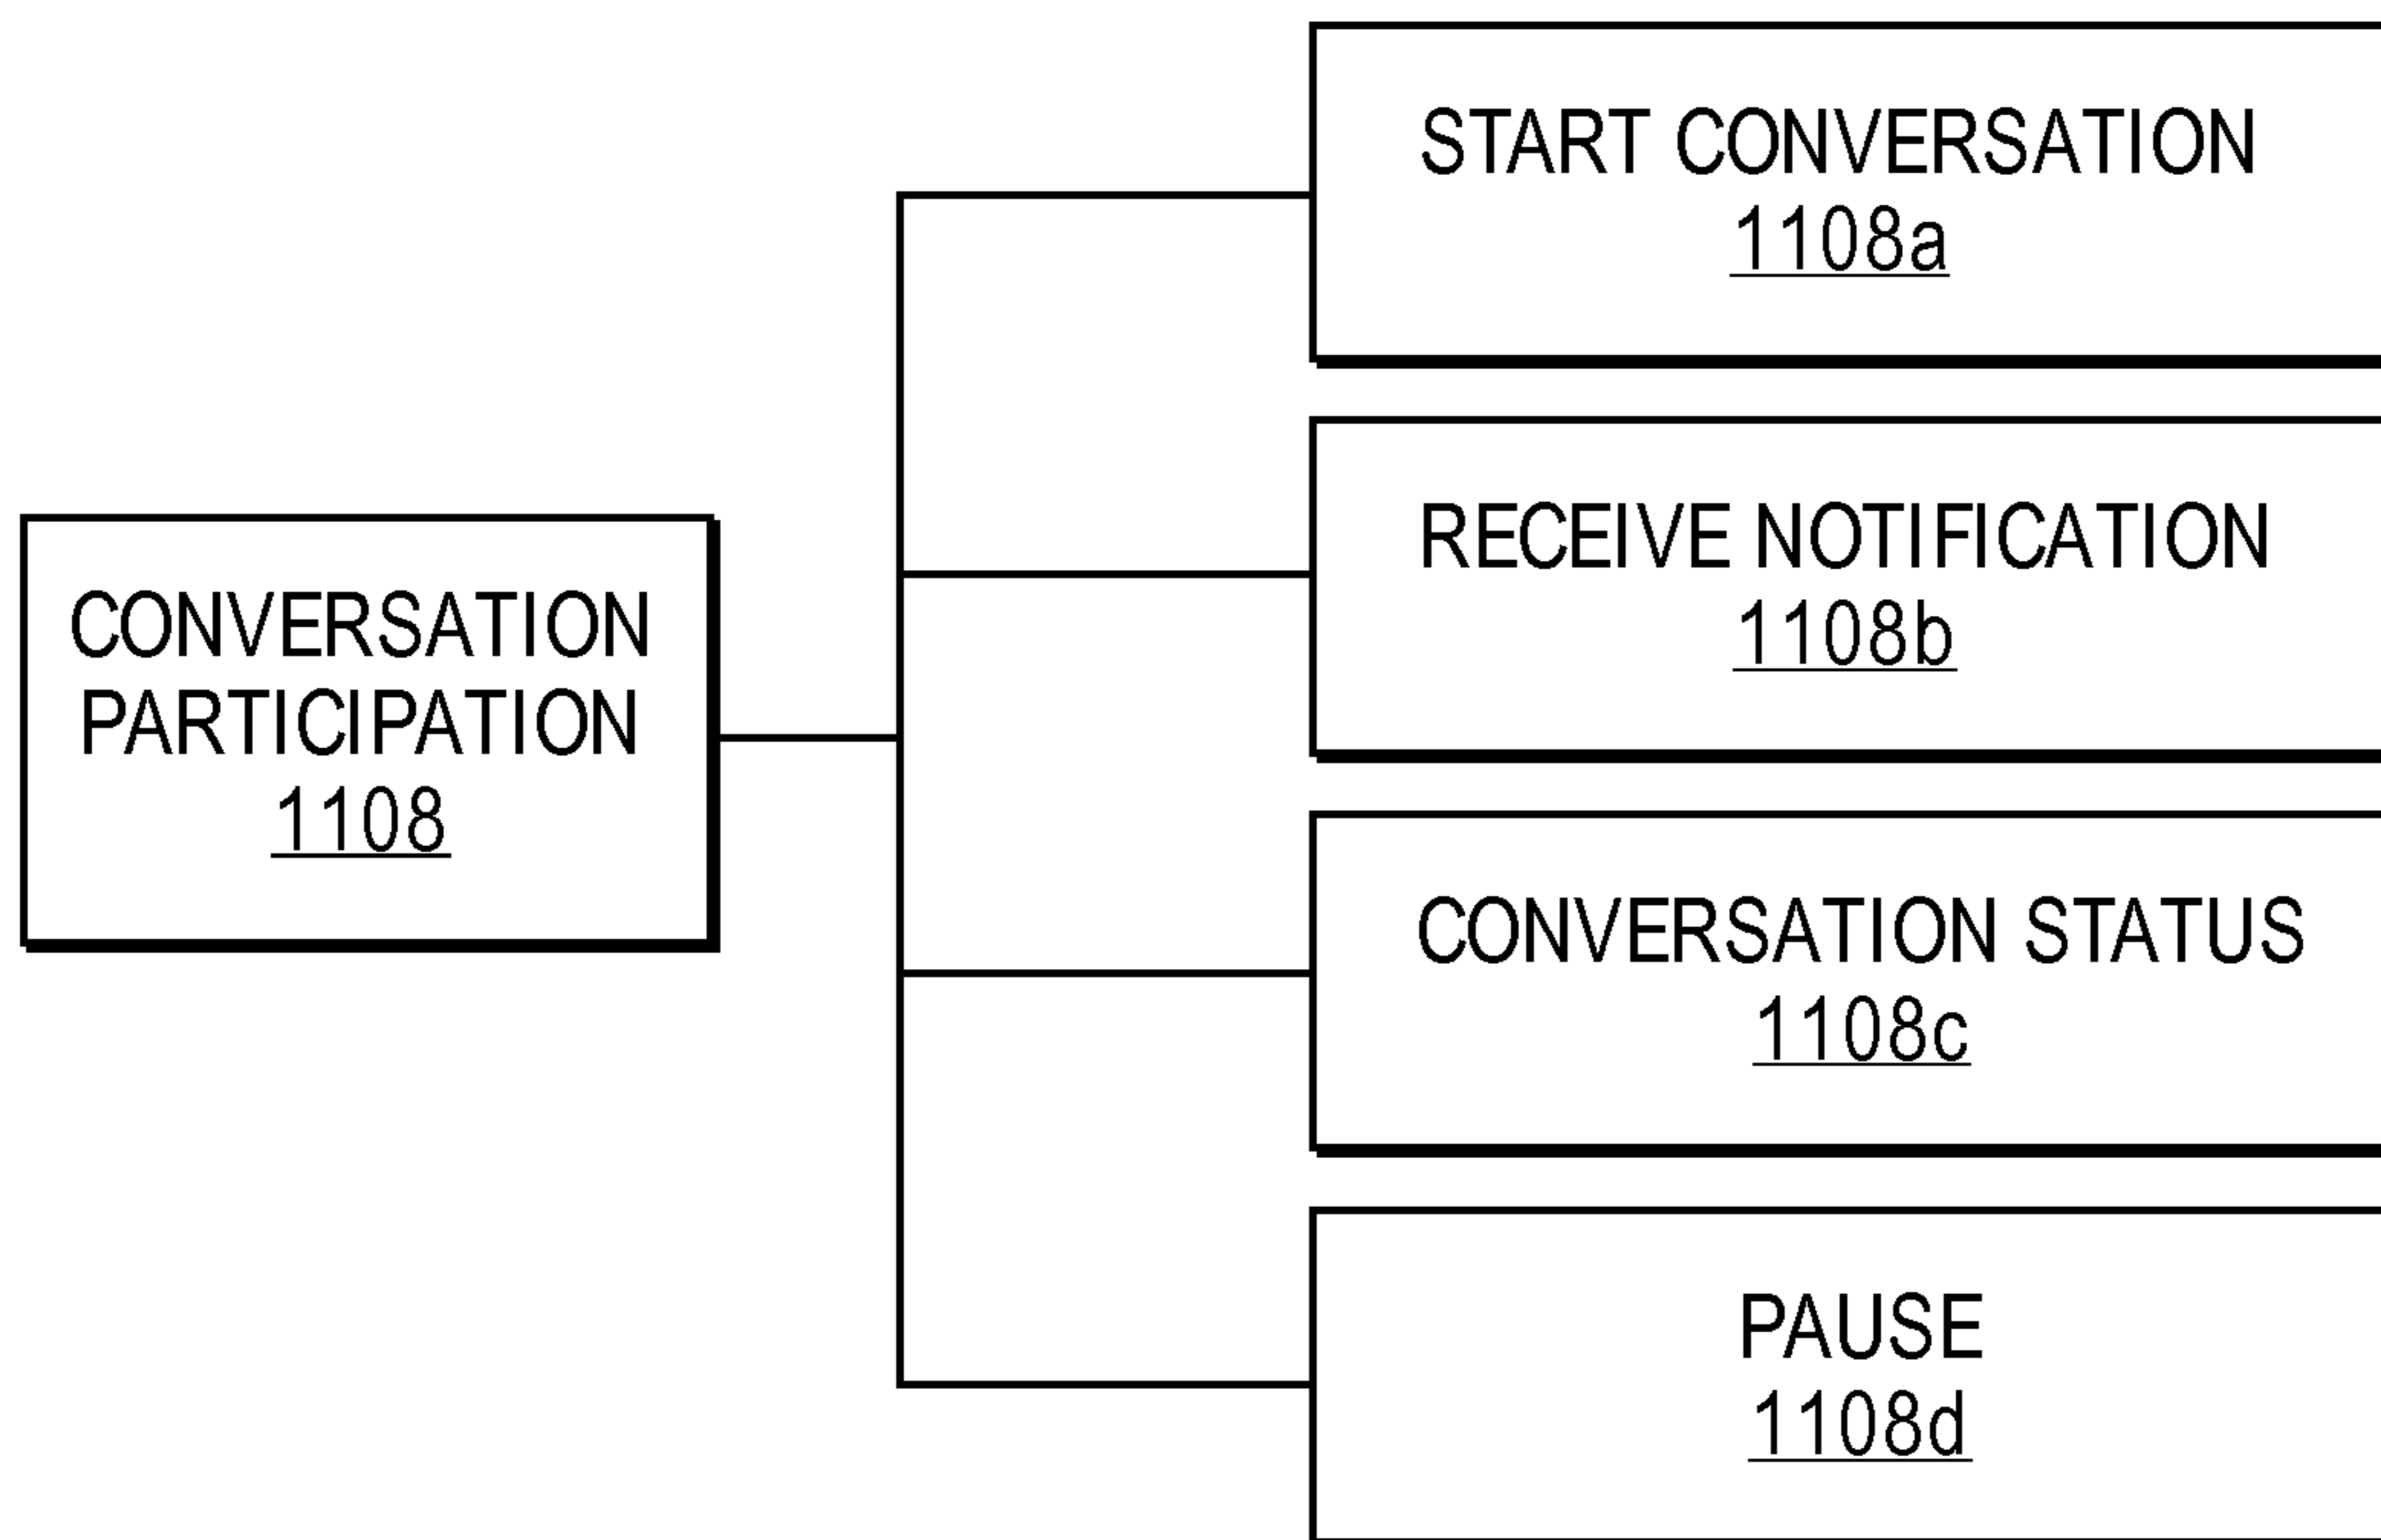 START CONVERSATION
1108a
RECEIVE NOTIFICATION
1108b
CONVERSATION
PARTICIPATION
1108
CONVERSATION STATUS
1108c
PAUSE
1108d